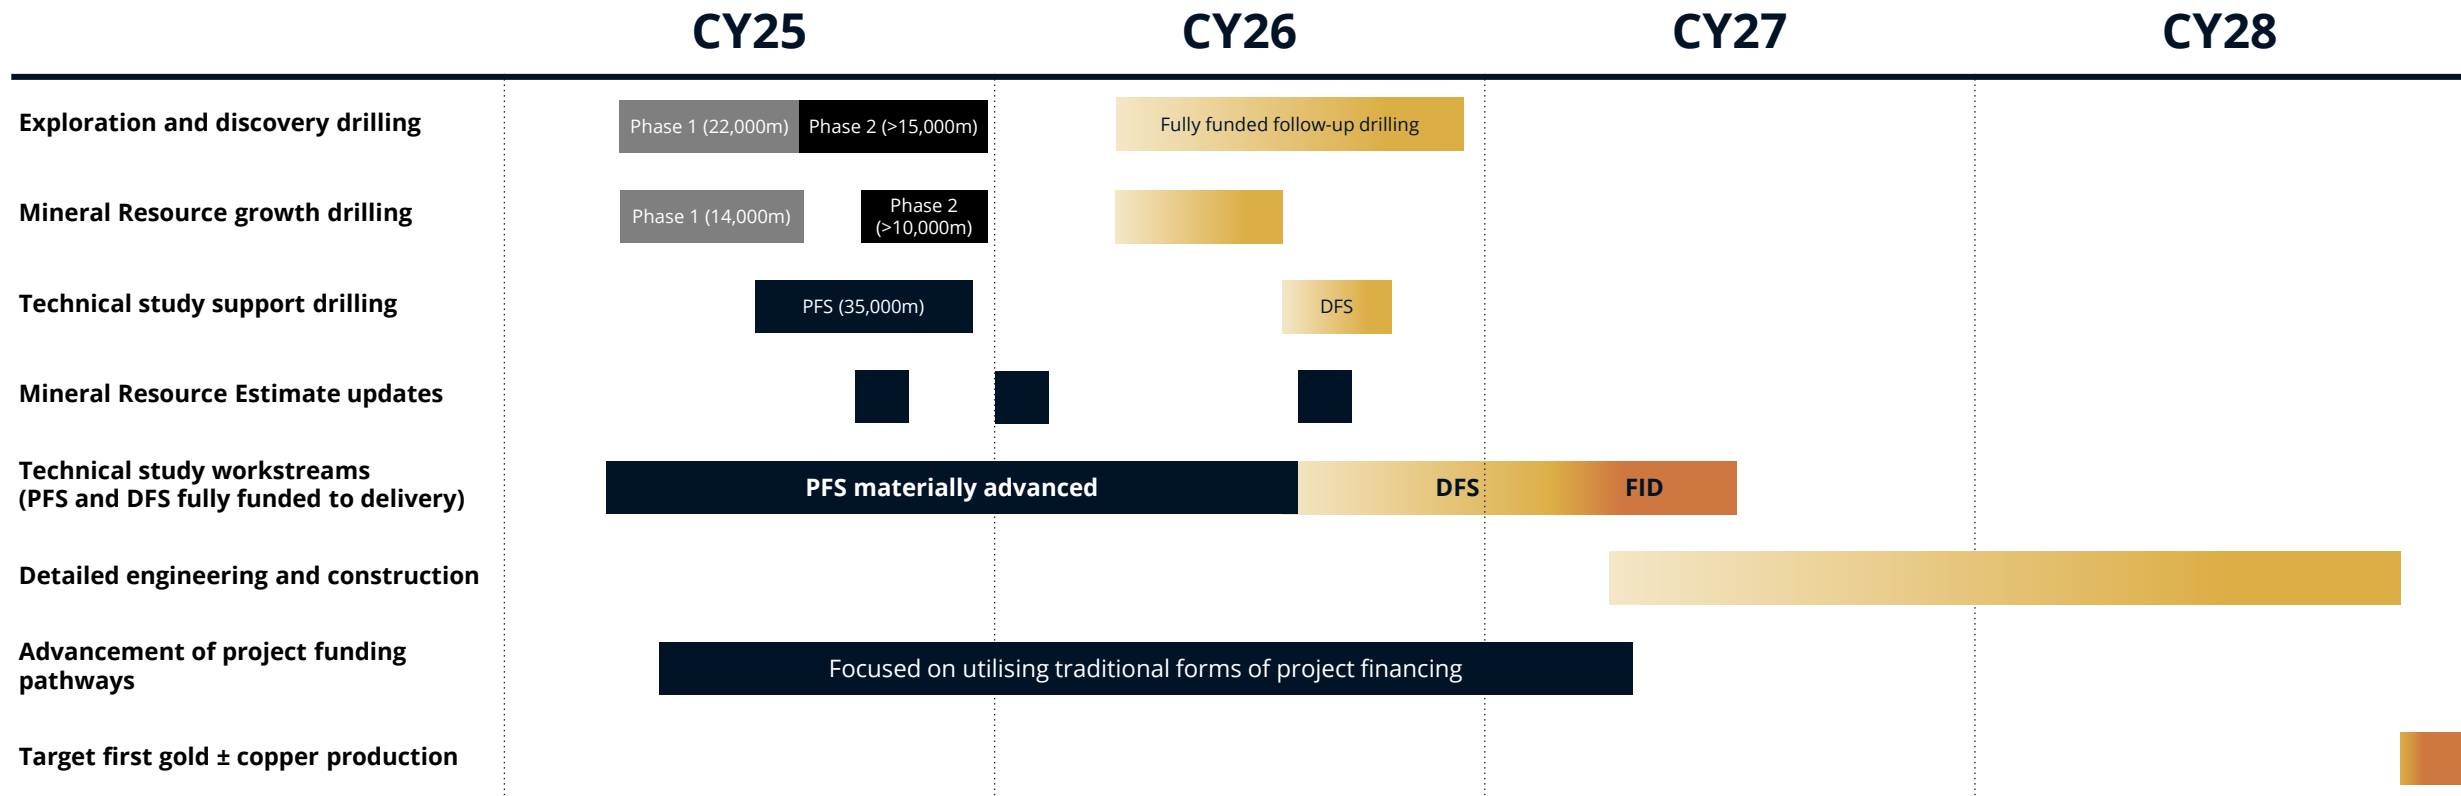 CY25
CY26
CY27
CY28
Exploration and discovery drilling
Phase 1 (22,000m)
Phase 2 (>15,000m)
Fully funded follow-up drilling
Mineral Resource growth drilling
Phase 1 (14,000m)
Phase 2
(>10,000m)
Technical study support drilling
PFS (35,000m)
DFS
Mineral Resource Estimate updates
Technical study workstreams
(PFS and DFS fully funded to delivery)
PFS materially advanced
DFS
FID
Detailed engineering and construction
Advancement of project funding
pathways
Focused on utilising traditional forms of project financing
Target first gold ± copper production